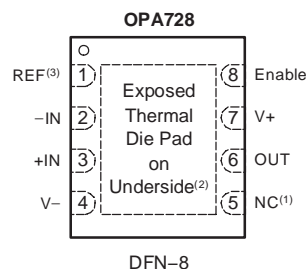 OPA728
REF(3) 1 8 Enable
−IN 2 7 V+
+IN 3 6 OUT
V− 4 5 NC(1)
Exposed
Thermal
Die Pad
on
Underside(2)
DFN−8